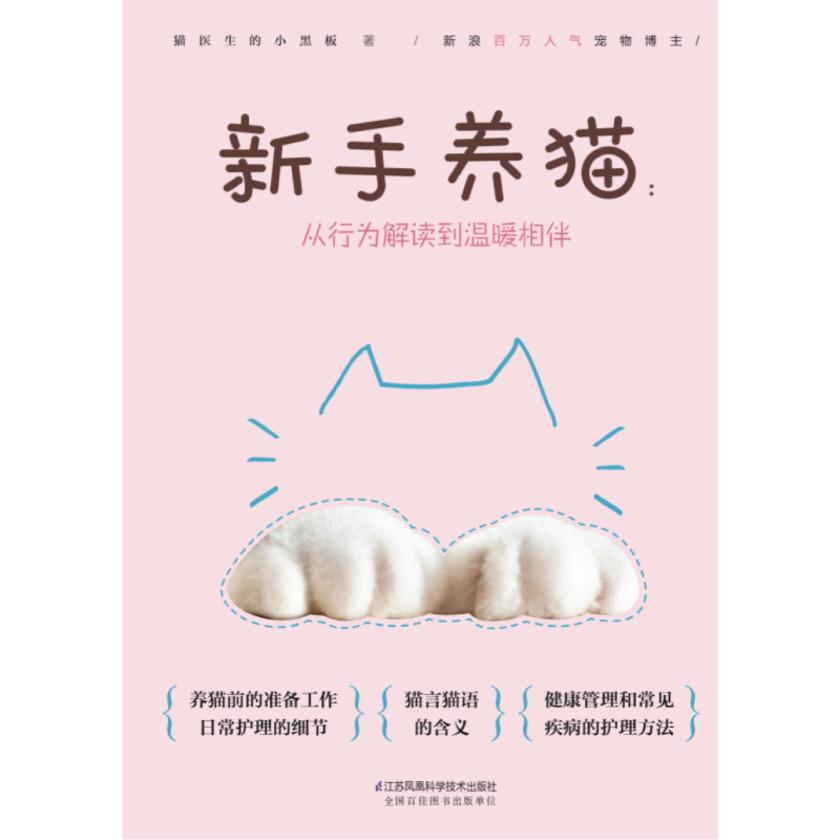 猫医生的小黑板 著 / 新浪百万人气宠物博主/
新手养猫:
从行为解读到温暖相伴
养猫前的准备工作
日常护理的细节
猫言猫语
的含义
健康管理和常见
疾病的护理方法
江苏凤凰科学技术出版社
全国百佳图书出版单位